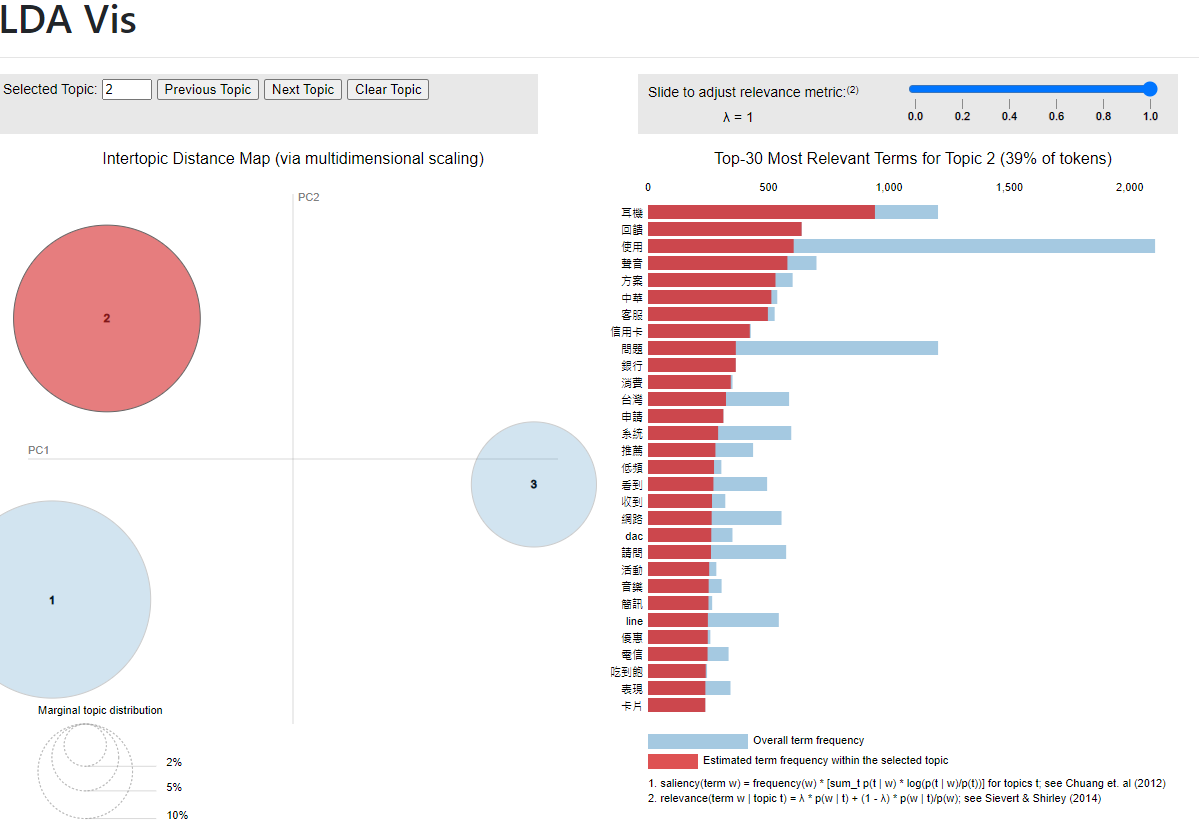 LDA Vis
Selected Topic: 2 Previous Topic Next Topic Clear Topic
Slide to adjust relevance metric:(2)
λ = 1
0.0 0.2 0.4 0.6 0.8 1.0
Intertopic Distance Map (via multidimensional scaling)
PC2
PC1
2
3
1
Marginal topic distribution
2%
5%
10%
Top-30 Most Relevant Terms for Topic 2 (39% of tokens)
0 500 1,000 1,500 2,000
耳機
回饋
使用
聲音
方案
中華
客服
信用卡
問題
銀行
消費
台灣
申請
系統
推薦
低頻
看到
收到
網路
dac
請問
活動
音樂
簡訊
line
優惠
電信
吃到飽
表現
卡片
Overall term frequency
Estimated term frequency within the selected topic
1. saliency(term w) = frequency(w) * [sum_t p(t | w) * log(p(t | w)/p(t))] for topics t; see Chuang et. al (2012)
2. relevance(term w | topic t) = λ * p(w | t) + (1 - λ) * p(w | t)/p(w); see Sievert & Shirley (2014)